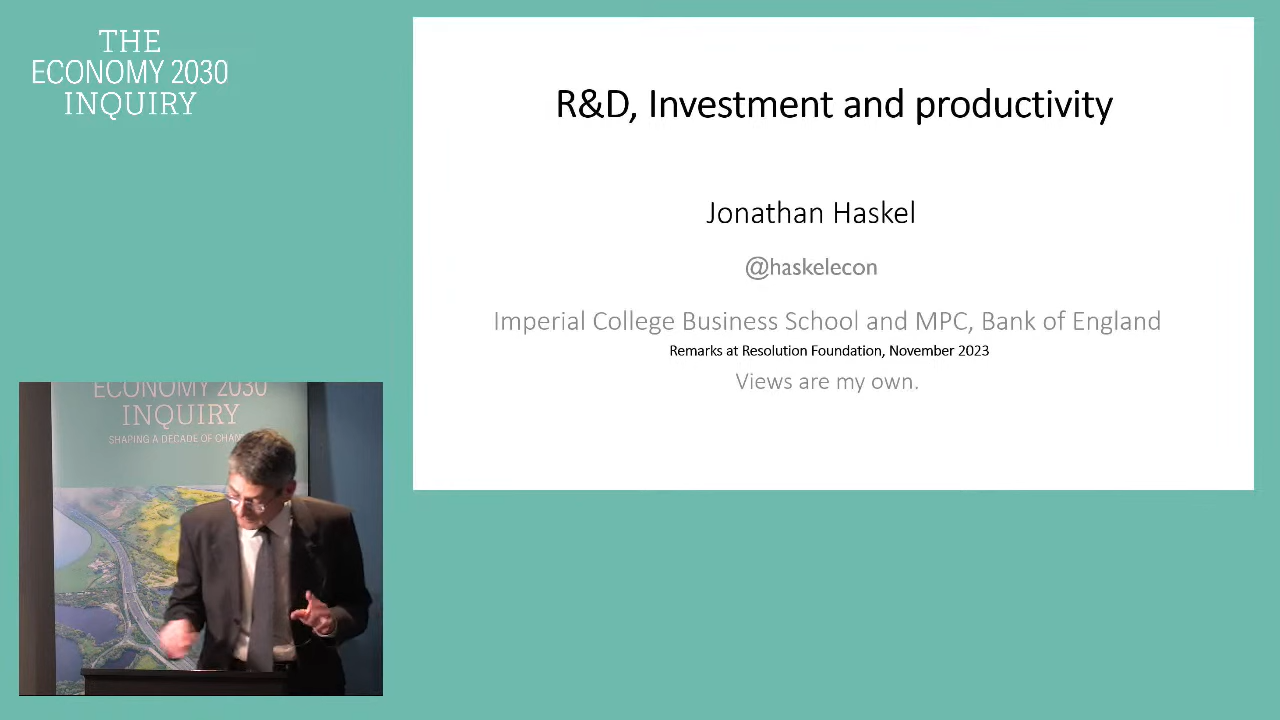 THE
ECONOMY 2030
INQUIRY
R&D, Investment and productivity
Jonathan Haskel
@haskelecon
Imperial College Business School and MPC, Bank of England
Remarks at Resolution Foundation, November 2023
Views are my own.
ECONOMY 2030
INQUIRY
SHAPING A DECADE OF CHAN